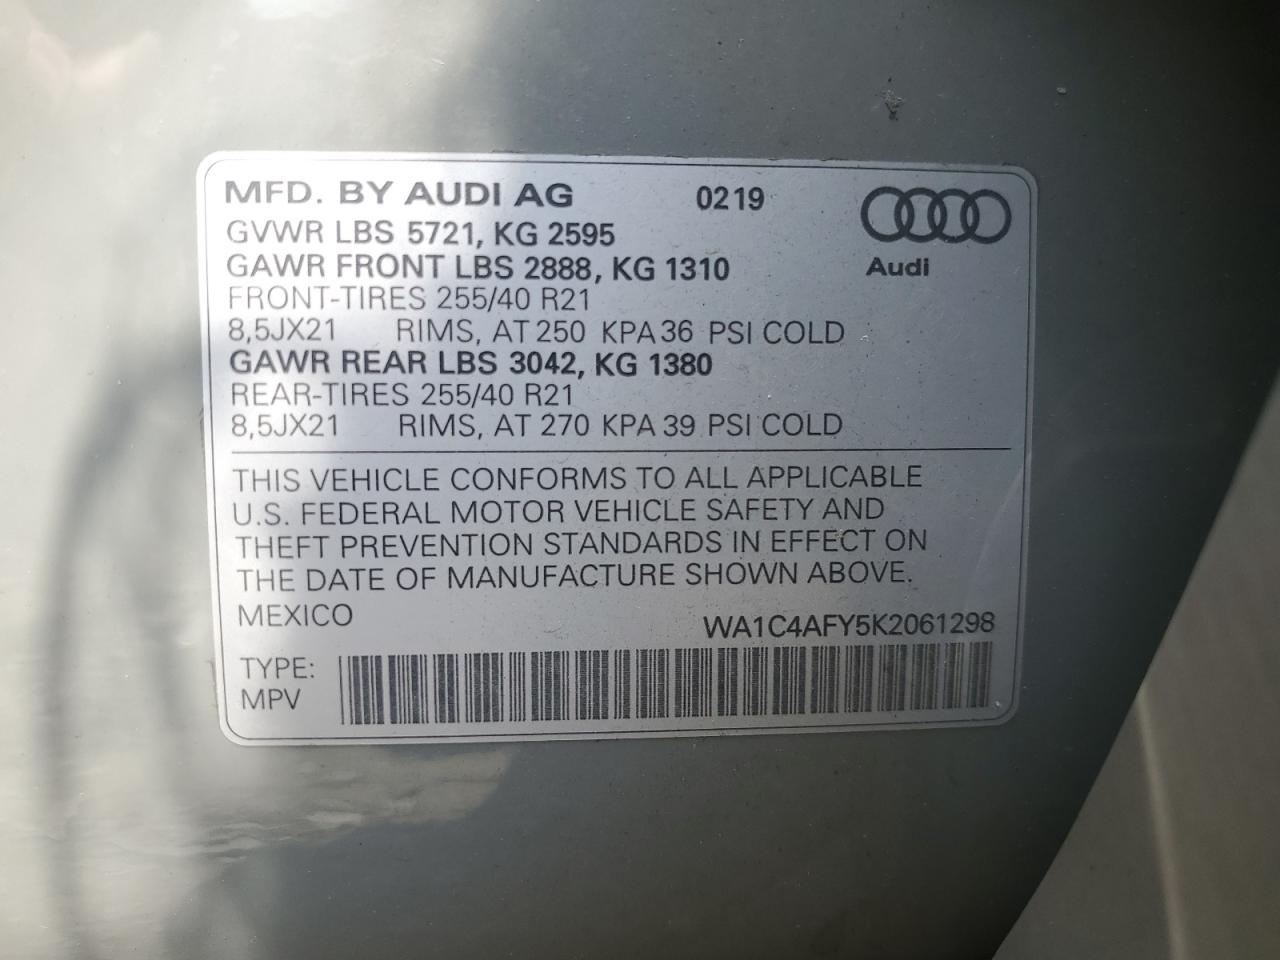 MFD. BY AUDI AG 0219
GVWR LBS 5721, KG 2595
GAWR FRONT LBS 2888, KG 1310
Audi
FRONT-TIRES 255/40 R21
8,5JX21 RIMS, AT 250 KPA 36 PSI COLD
GAWR REAR LBS 3042, KG 1380
REAR-TIRES 255/40 R21
8,5JX21 RIMS, AT 270 KPA 39 PSI COLD
THIS VEHICLE CONFORMS TO ALL APPLICABLE
U.S. FEDERAL MOTOR VEHICLE SAFETY AND
THEFT PREVENTION STANDARDS IN EFFECT ON
THE DATE OF MANUFACTURE SHOWN ABOVE.
MEXICO WA1C4AFY5K2061298
TYPE:
MPV